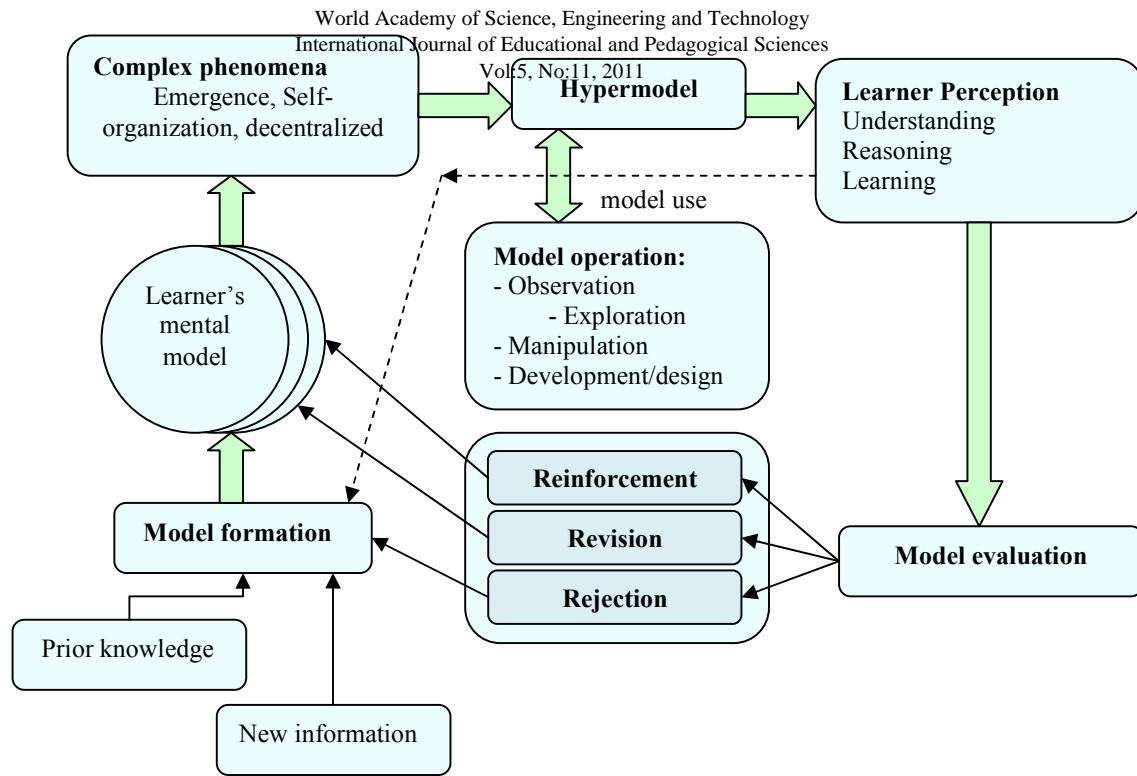 World Academy of Science, Engineering and Technology
International Journal of Educational and Pedagogical Sciences
Vol:5, No:11, 2011
Complex phenomena
Emergence, Self-
organization, decentralized
Hypermodel
Learner Perception
Understanding
Reasoning
Learning
model use
Model operation:
- Observation
- Exploration
- Manipulation
- Development/design
Learner’s
mental
model
Reinforcement
Revision
Rejection
Model formation
Model evaluation
Prior knowledge
New information